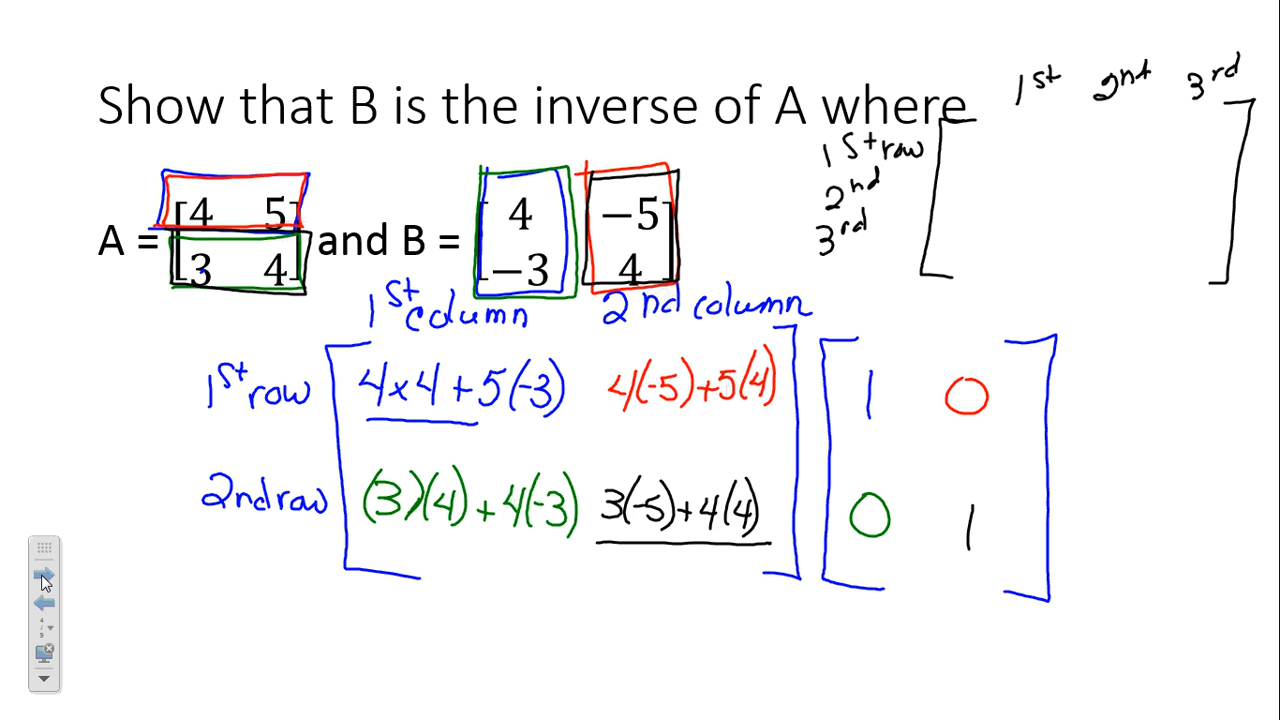 1st 2nd 3rd
Show that B is the inverse of A where
1st row
2nd
3rd
[4 5]
A = and B =
[3 4]
[4 −5]
[−3 4]
1st column 2nd column
1st row 4×4+5(-3) 4(-5)+5(4) 1 0
2nd row (3)(4)+4(-3) 3(-5)+4(4) 0 1
4
/
9